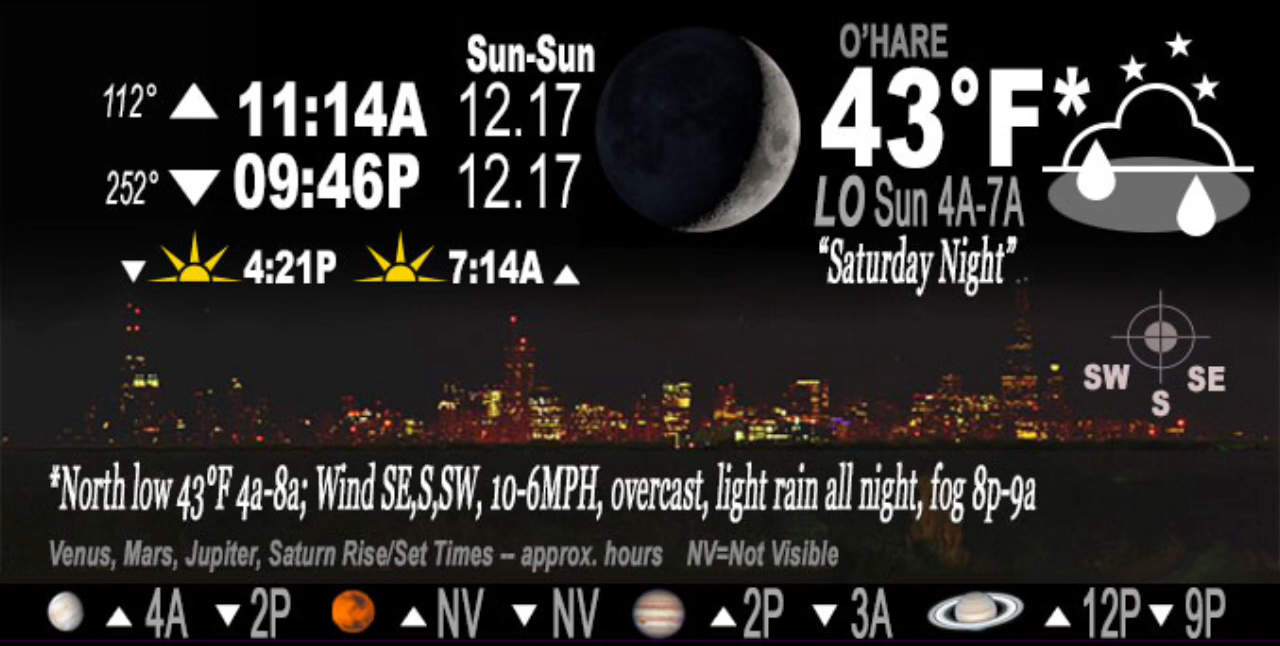 Sun-Sun
112° ▲ 11:14A 12.17
252° ▼ 09:46P 12.17
▼ 4:21P 7:14A ▲
O'HARE
43°F*
LO Sun 4A-7A
“Saturday Night”
SW SE
S
*North low 43°F 4a-8a; Wind SE,S,SW, 10-6MPH, overcast, light rain all night, fog 8p-9a
Venus, Mars, Jupiter, Saturn Rise/Set Times – approx. hours NV=Not Visible
▲ 4A ▼ 2P ▲ NV ▼ NV ▲ 2P ▼ 3A ▲ 12P ▼ 9P